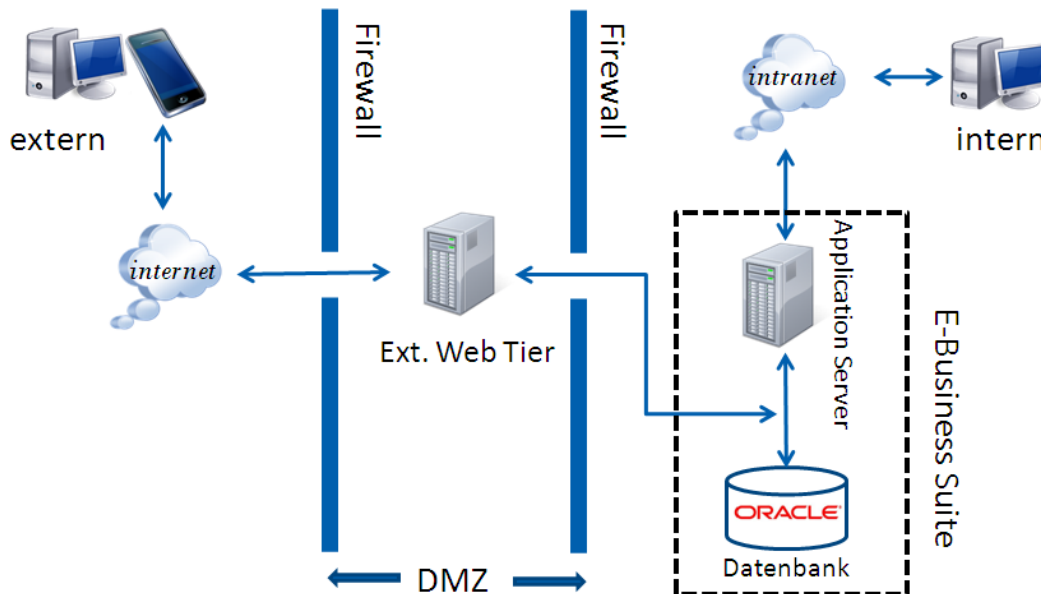 extern
internet
Firewall
Ext. Web Tier
DMZ
Firewall
intranet
intern
Application Server
E-Business Suite
ORACLE®
Datenbank